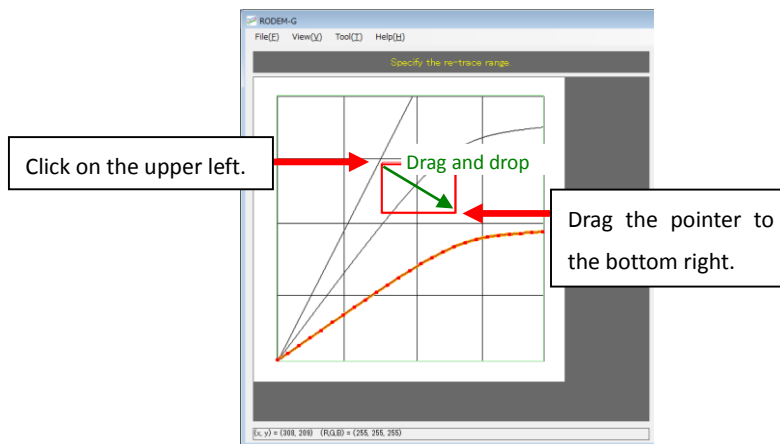 RODEM-G
File(F) View(V) Tool(T) Help(H)
Specify the re-trace range.
Click on the upper left.
Drag and drop
Drag the pointer to
the bottom right.
(x, y) = (308, 209) (R,G,B) = (255, 255, 255)